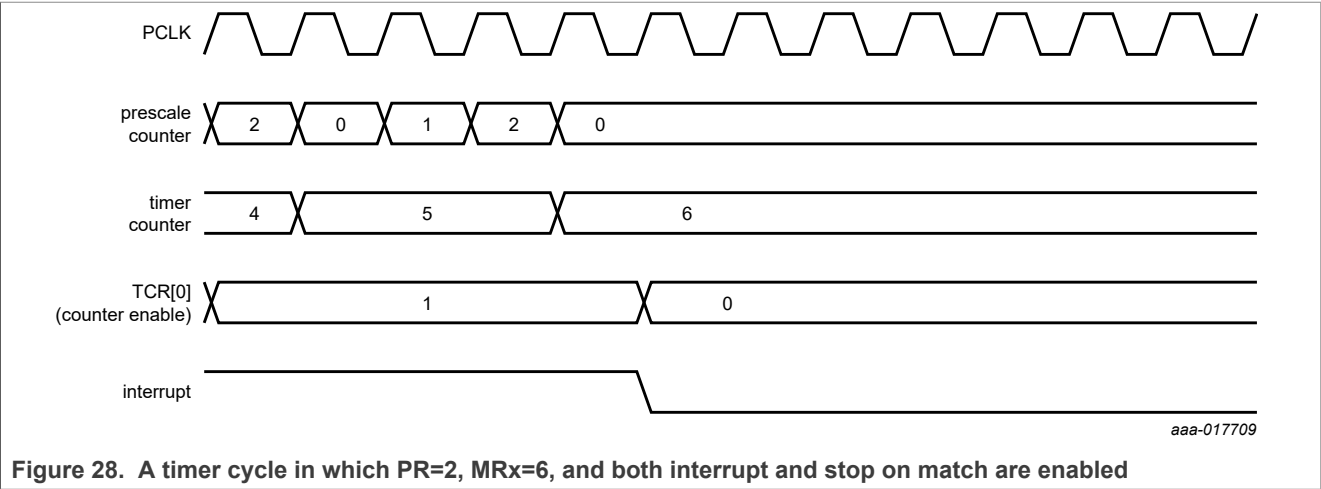 PCLK
prescale
counter
2 0 1 2 0
timer
counter
4 5 6
TCR[0]
(counter enable)
1 0
interrupt
aaa-017709
Figure 28. A timer cycle in which PR=2, MRx=6, and both interrupt and stop on match are enabled